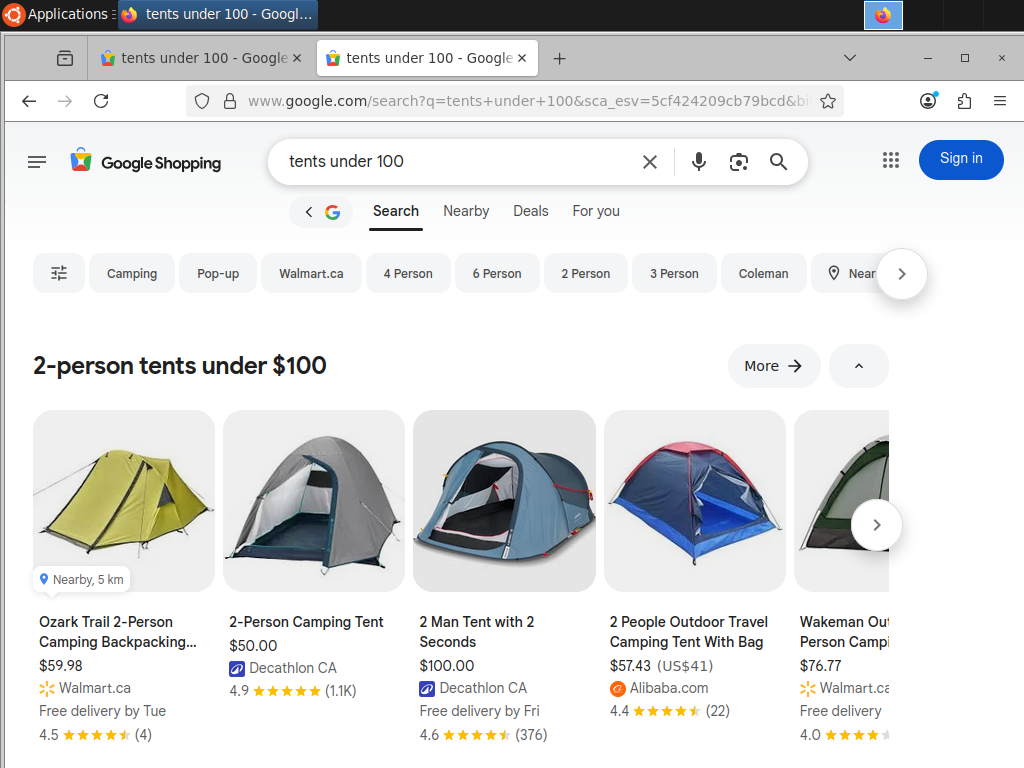 Applications
tents under 100 - Googl...
tents under 100 - Google
tents under 100 - Google
www.google.com/search?q=tents+under+100&sca_esv=5cf424209cb79bcd&bi
Google Shopping
tents under 100
Sign in
Search
Nearby
Deals
For you
Camping
Pop-up
Walmart.ca
4 Person
6 Person
2 Person
3 Person
Coleman
Near
2-person tents under $100
More
Nearby, 5 km
Ozark Trail 2-Person
Camping Backpacking...
$59.98
Walmart.ca
Free delivery by Tue
4.5 (4)
2-Person Camping Tent
$50.00
Decathlon CA
4.9 (1.1K)
2 Man Tent with 2
Seconds
$100.00
Decathlon CA
Free delivery by Fri
4.6 (376)
2 People Outdoor Travel
Camping Tent With Bag
$57.43 (US$41)
Alibaba.com
4.4 (22)
Wakeman Out
Person Campi
$76.77
Walmart.ca
Free delivery
4.0